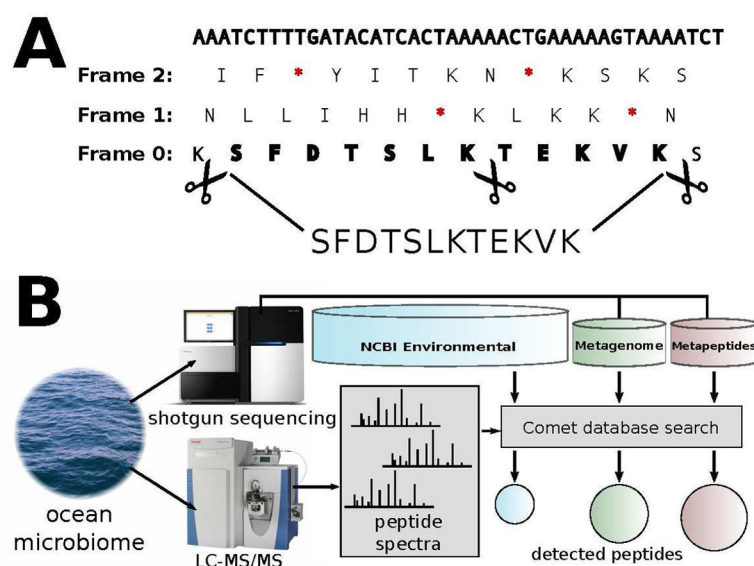 A
AAATCTTTTGATACATCACTAAAAACTGAAAAAGTAAAATCT
Frame 2: I F * Y I T K N * K S K S
Frame 1: N L L I H H * K L K K * N
Frame 0: K S F D T S L K T E K V K S
SFDTSLKTEKVK
B
NCBI Environmental
Metagenome
Metapeptides
shotgun sequencing
Comet database search
ocean
microbiome
LC-MS/MS
peptide
spectra
detected peptides